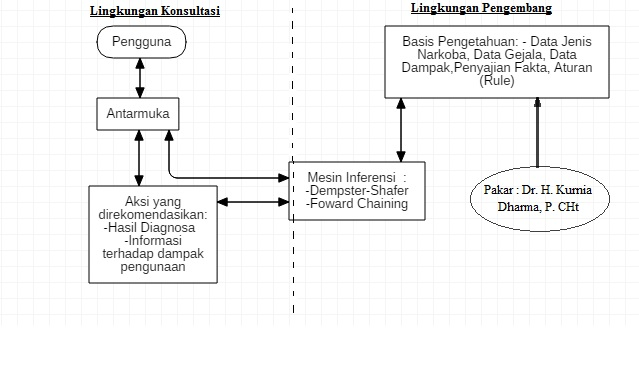 Lingkungan Konsultasi
Lingkungan Pengembang
Pengguna
Antarmuka
Aksi yang
direkomendasikan:
-Hasil Diagnosa
-Informasi
terhadap dampak
pengunaan
Mesin Inferensi :
-Dempster-Shafer
-Foward Chaining
Basis Pengetahuan: - Data Jenis
Narkoba, Data Gejala, Data
Dampak,Penyajian Fakta, Aturan
(Rule)
Pakar : Dr. H. Kurnia
Dharma, P. CHt